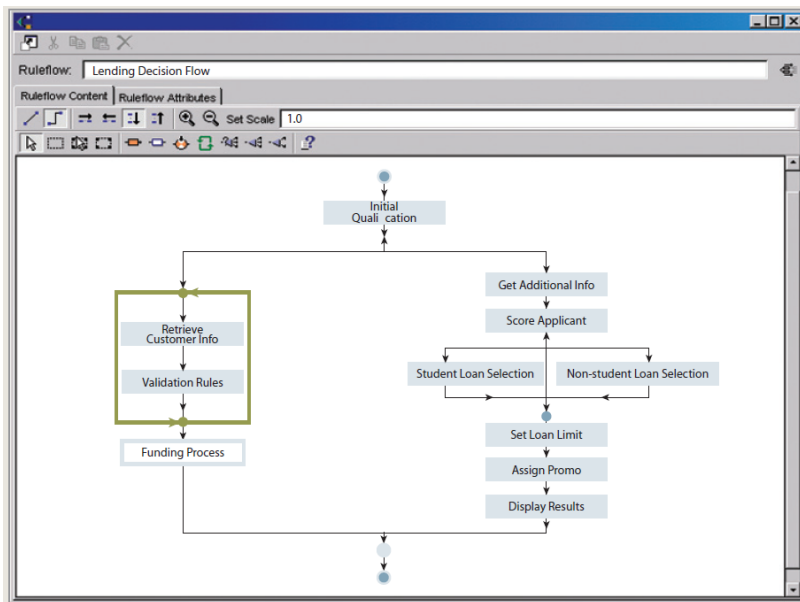 Ruleflow: Lending Decision Flow
Ruleflow Content Ruleflow Attributes
Set Scale 1.0
Initial
Quali cation
Get Additional Info
Score Applicant
Retrieve
Customer Info
Student Loan Selection
Non-student Loan Selection
Validation Rules
Set Loan Limit
Funding Process
Assign Promo
Display Results